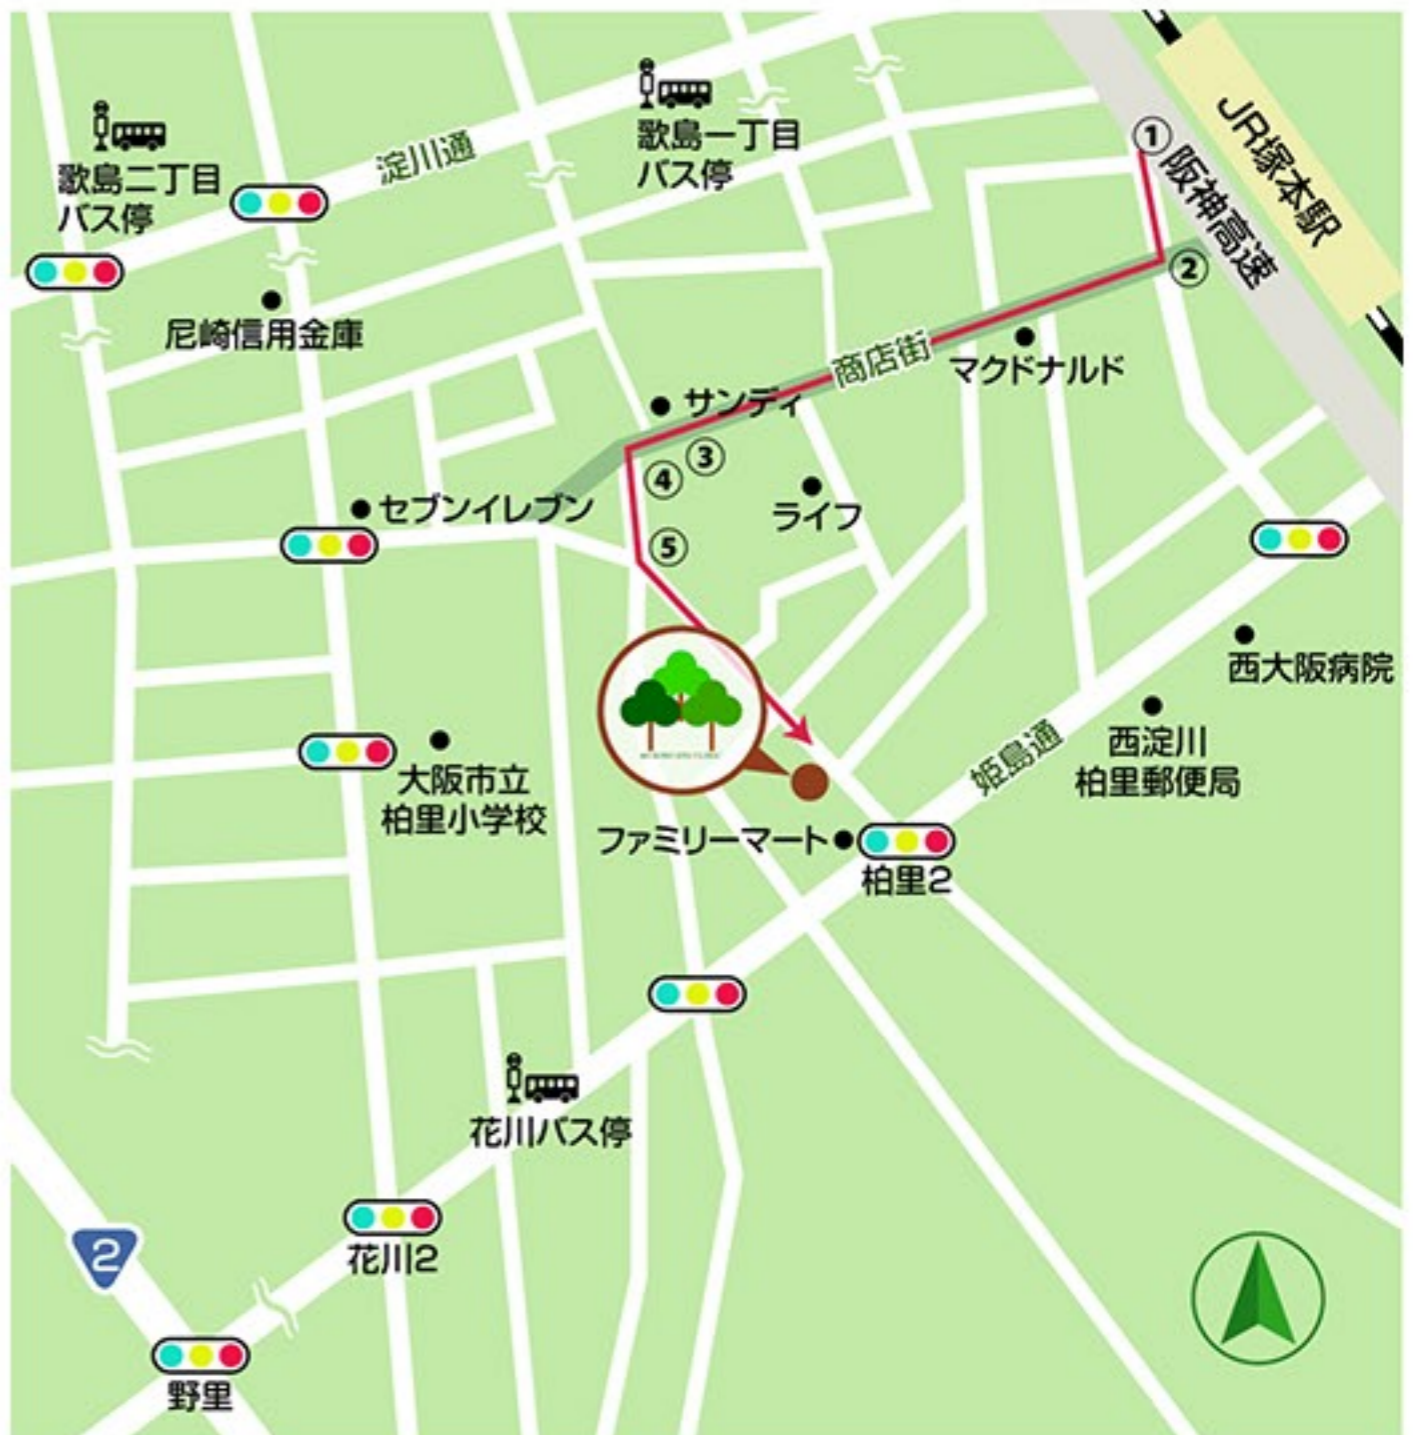 JR塚本駅
①
歌島一丁目
バス停
歌島二丁目
バス停
淀川通
阪神高速
②
尼崎信用金庫
商店街
マクドナルド
サンディ
③
④
ライフ
セブンイレブン
⑤
西大阪病院
西淀川
柏里郵便局
姫島通
大阪市立
柏里小学校
ファミリーマート
柏里2
花川バス停
花川2
2
野里